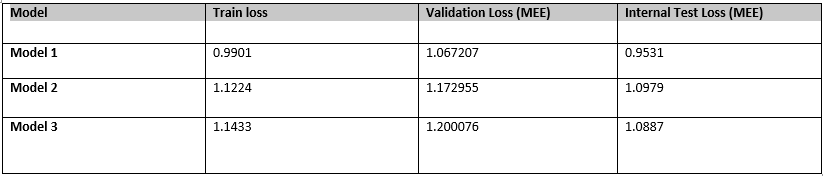 Model Train loss Validation Loss (MEE) Internal Test Loss (MEE)
Model 1 0.9901 1.067207 0.9531
Model 2 1.1224 1.172955 1.0979
Model 3 1.1433 1.200076 1.0887